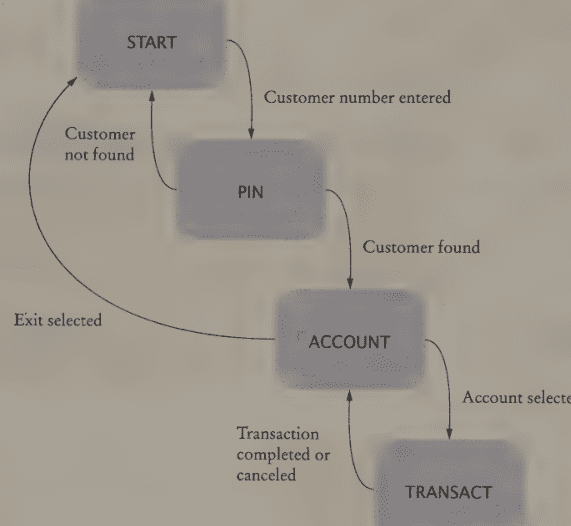 START
Customer number entered
Customer
not found
PIN
Customer found
Exit selected
ACCOUNT
Account selecte
Transaction
completed or
canceled
TRANSACT